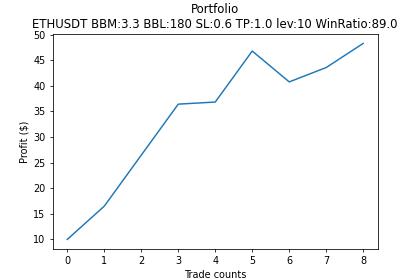 Portfolio
ETHUSDT BBM:3.3 BBL:180 SL:0.6 TP:1.0 lev:10 WinRatio:89.0
Profit ($)
50
45
40
35
30
25
20
15
10
0 1 2 3 4 5 6 7 8
Trade counts